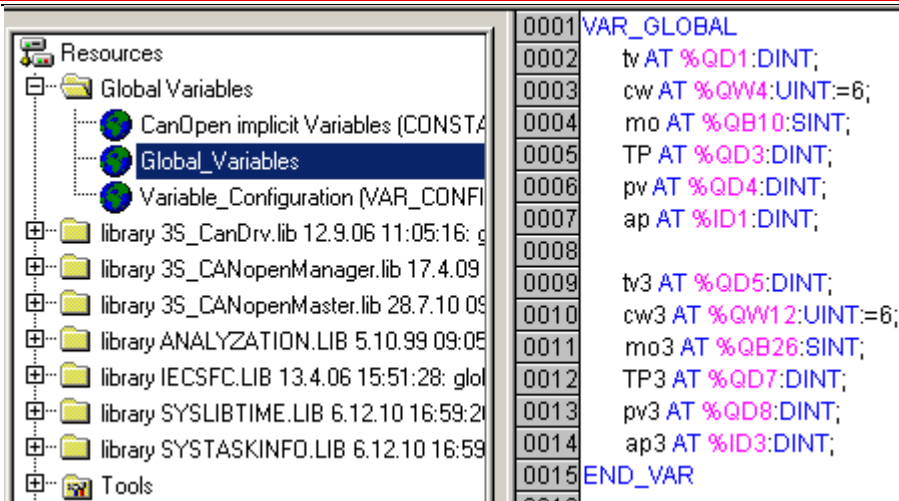 Resources
Global Variables
CanOpen implicit Variables (CONSTA
Global_Variables
Variable_Configuration (VAR_CONFI
library 3S_CanDrv.lib 12.9.06 11:05:16: g
library 3S_CANopenManager.lib 17.4.09
library 3S_CANopenMaster.lib 28.7.10 09
library ANALYZATION.LIB 5.10.99 09:05
library IECSFC.LIB 13.4.06 15:51:28: glol
library SYSLIBTIME.LIB 6.12.10 16:59:20
library SYSTASKINFO.LIB 6.12.10 16:59
Tools
0001 VAR_GLOBAL
0002 tv AT %QD1:DINT;
0003 cw AT %QW4:UINT:=6;
0004 mo AT %QB10:SINT;
0005 TP AT %QD3:DINT;
0006 pv AT %QD4:DINT;
0007 ap AT %ID1:DINT;
0008
0009 tv3 AT %QD5:DINT;
0010 cw3 AT %QW12:UINT:=6;
0011 mo3 AT %QB26:SINT;
0012 TP3 AT %QD7:DINT;
0013 pv3 AT %QD8:DINT;
0014 ap3 AT %ID3:DINT;
0015 END_VAR